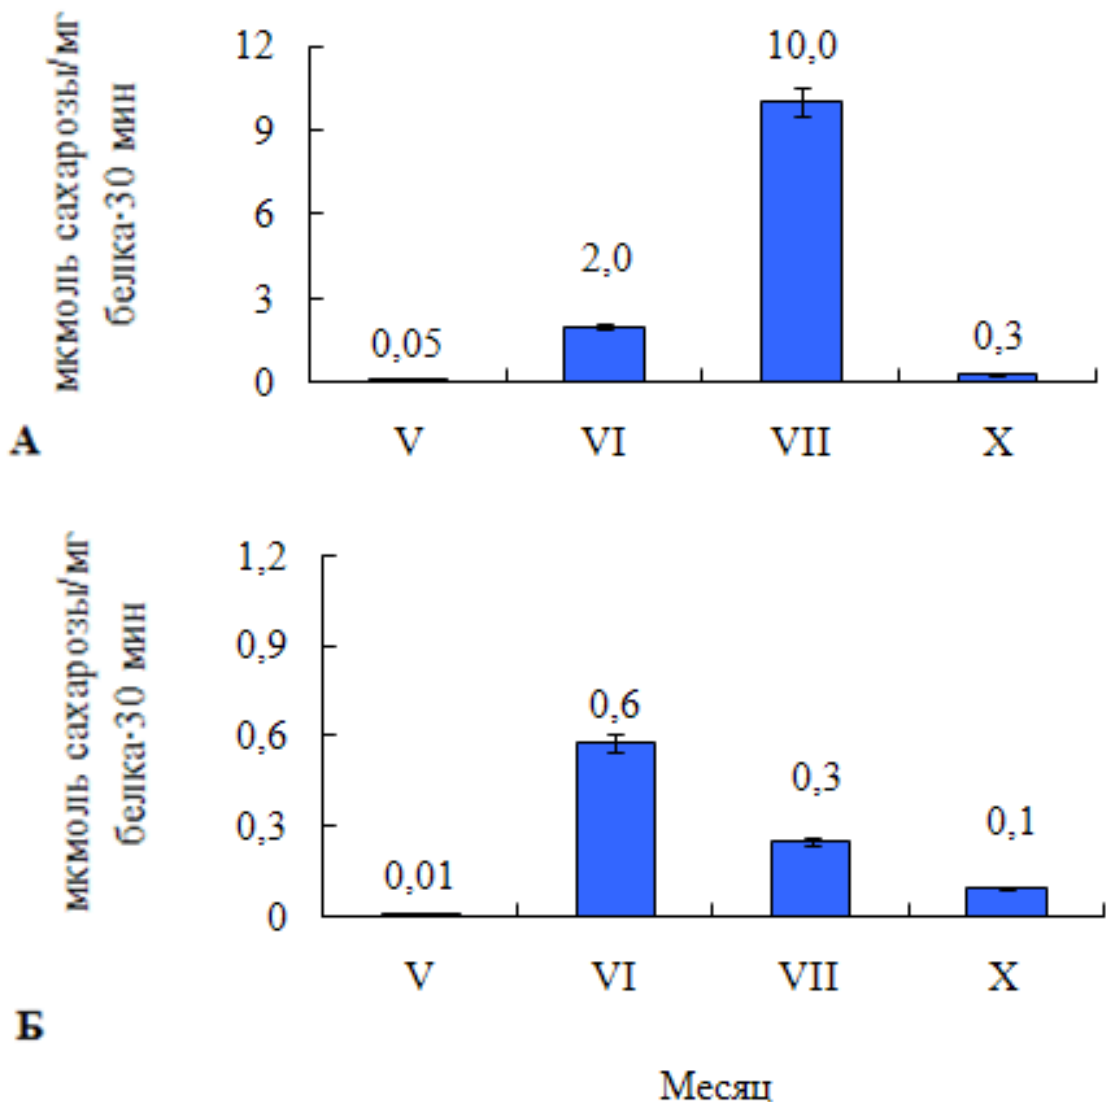 мкмоль сахарозы/мг
белка·30 мин
12
10,0
9
6
2,0
3
0,05
0,3
0
V VI VII X
А
мкмоль сахарозы/мг
белка·30 мин
1,2
0,9
0,6
0,6
0,3
0,3
0,1
0,01
0
V VI VII X
Б
Месяц